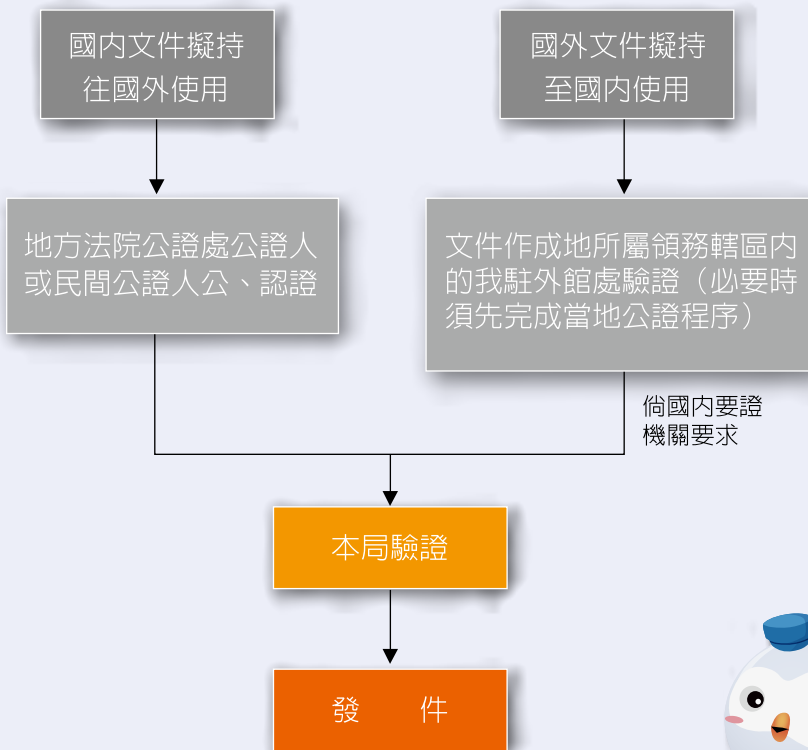 國內文件擬持
往國外使用
國外文件擬持
至國內使用
地方法院公證處公證人
或民間公證人公、認證
文件作成地所屬領務轄區內
的我駐外館處驗證（必要時
須先完成當地公證程序）
倘國內要證
機關要求
本局驗證
發　　件